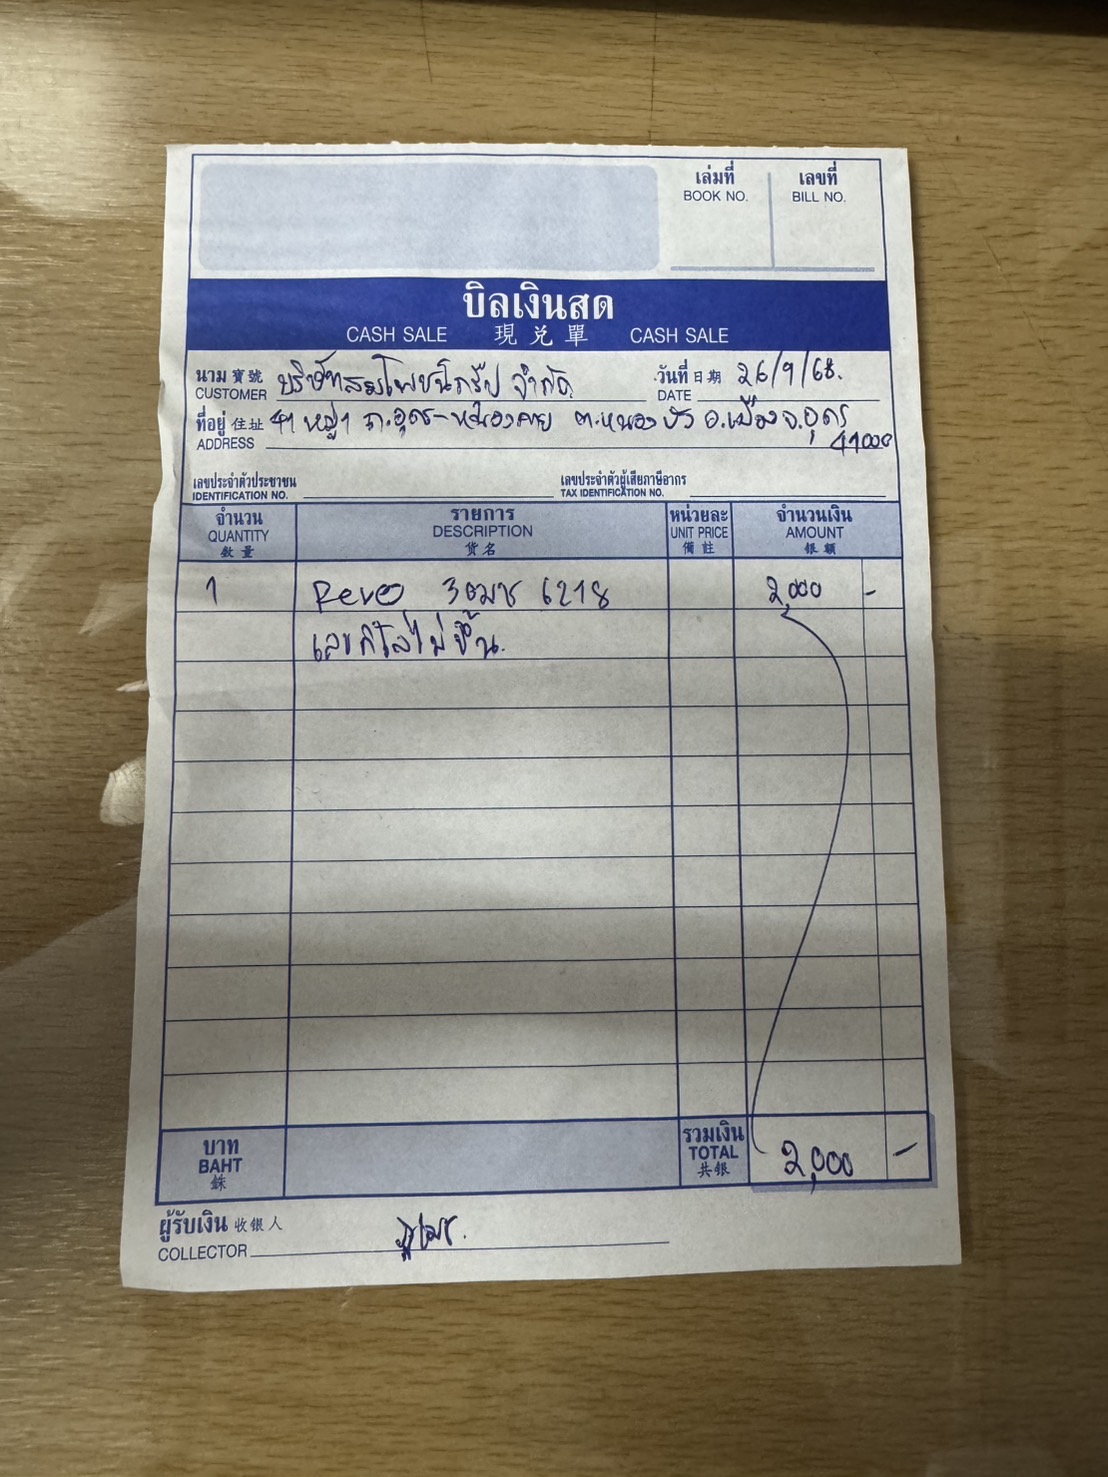 เล่มที่ เลขที่
BOOK NO. BILL NO.
บิลเงินสด
CASH SALE 現兌單 CASH SALE
นาม 寶號 บริษัทสมโพชน์กรุ๊ป จำกัด วันที่ 日期 26/9/68.
CUSTOMER DATE
ที่อยู่ 住址 41 หมู่1 ถ.อุดร-หนองคาย ต.หนองบัว อ.เมือง จ.อุดร
ADDRESS 41000
เลขประจำตัวประชาชน เลขประจำตัวผู้เสียภาษีอากร
IDENTIFICATION NO. TAX IDENTIFICATION NO.
จำนวน รายการ หน่วยละ จำนวนเงิน
QUANTITY DESCRIPTION UNIT PRICE AMOUNT
數量 貨名 備註 銀額
1 Revo 3ฒมช 6218 2,000 -
เลขกิโลไม่ขึ้น.
บาท รวมเงิน
BAHT TOTAL 2,000 -
銖 共銀
ผู้รับเงิน 收銀人
COLLECTOR